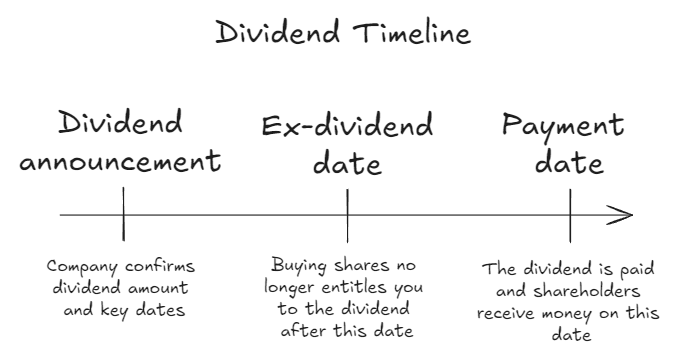 Dividend Timeline
Dividend
announcement
Ex-dividend
date
Payment
date
Company confirms
dividend amount
and key dates
Buying shares no
longer entitles you
to the dividend
after this date
The dividend is paid
and shareholders
receive money on this
date